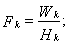 F_k = W_k / H_k ;